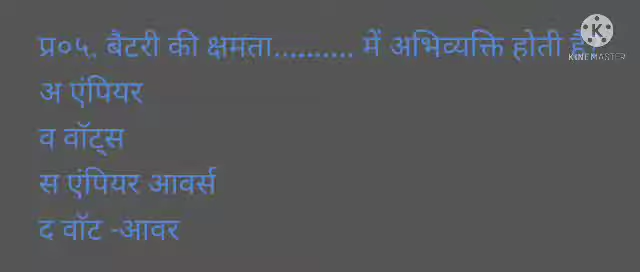 प्र०५. बैटरी की क्षमता.......... में अभिव्यक्ति होती है
अ एंपियर
व वॉट्स
स एंपियर आवर्स
द वॉट -आवर
K
KINEMASTER